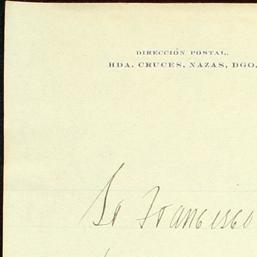 DIRECCIÓN POSTAL,
HDA. CRUCES, NAZAS, DGO.
Sr Francisco